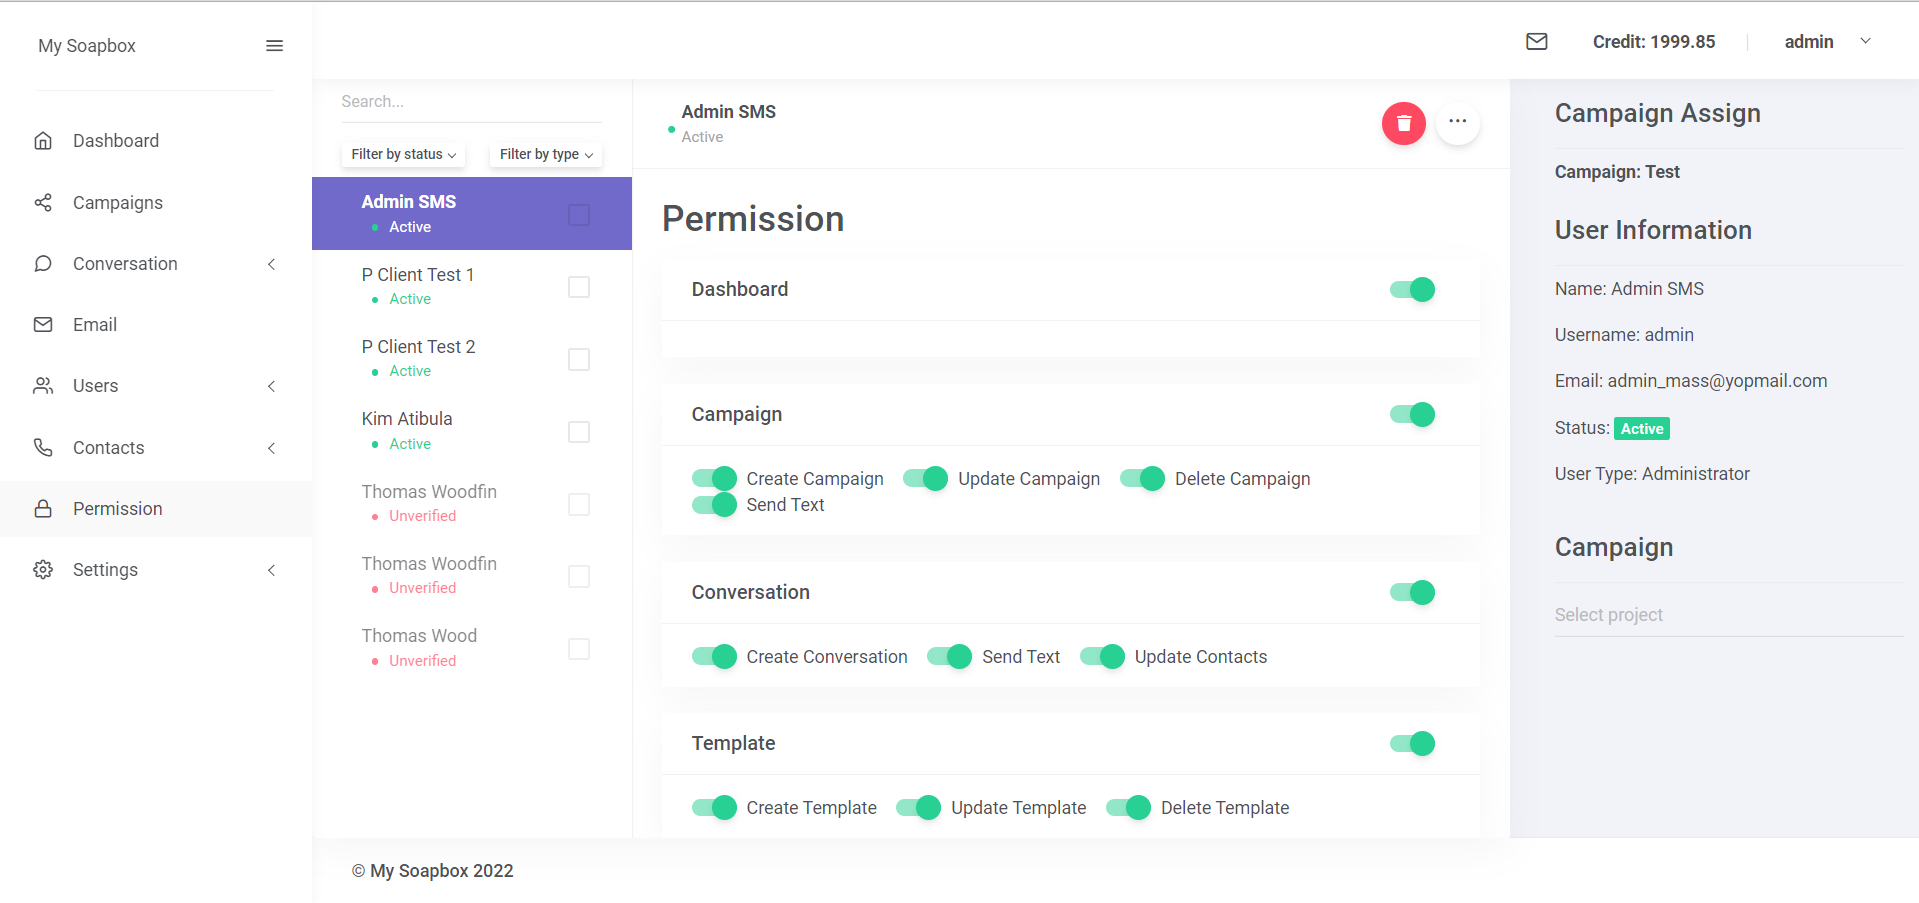 My Soapbox
Credit: 1999.85
admin
Dashboard
Campaigns
Conversation
Email
Users
Contacts
Permission
Settings
Search...
Filter by status
Filter by type
Admin SMS
Active
P Client Test 1
Active
P Client Test 2
Active
Kim Atibula
Active
Thomas Woodfin
Unverified
Thomas Woodfin
Unverified
Thomas Wood
Unverified
Admin SMS
Active
Permission
Dashboard
Campaign
Create Campaign Update Campaign Delete Campaign
Send Text
Conversation
Create Conversation Send Text Update Contacts
Template
Create Template Update Template Delete Template
Campaign Assign
Campaign: Test
User Information
Name: Admin SMS
Username: admin
Email: admin_mass@yopmail.com
Status: Active
User Type: Administrator
Campaign
Select project
© My Soapbox 2022